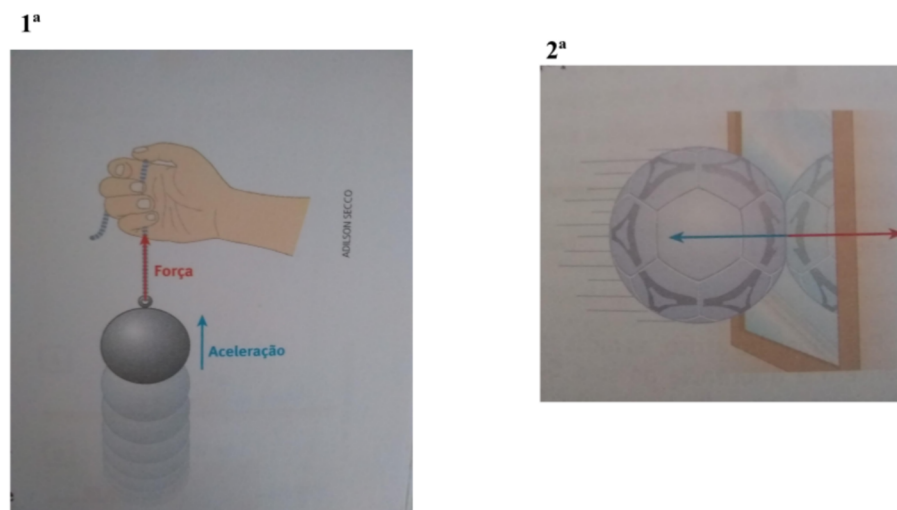 1ª
2ª
ADILSON SECCO
Força
Aceleração